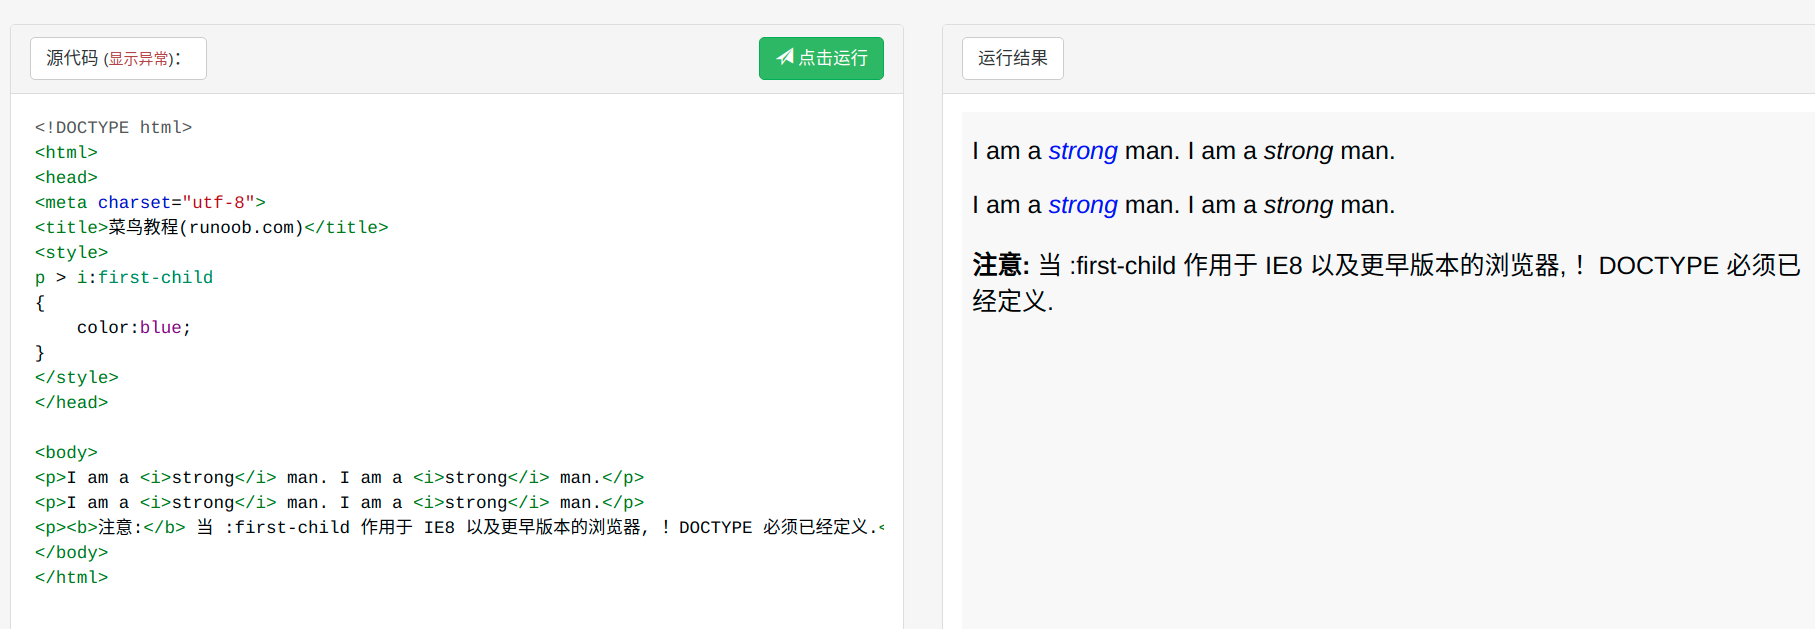 源代码 (显示异常)：
点击运行
<!DOCTYPE html>
<html>
<head>
<meta charset="utf-8">
<title>菜鸟教程(runoob.com)</title>
<style>
p > i:first-child
{
    color:blue;
}
</style>
</head>

<body>
<p>I am a <i>strong</i> man. I am a <i>strong</i> man.</p>
<p>I am a <i>strong</i> man. I am a <i>strong</i> man.</p>
<p><b>注意:</b> 当 :first-child 作用于 IE8 以及更早版本的浏览器, ！DOCTYPE 必须已经定义.<
</body>
</html>
运行结果
I am a strong man. I am a strong man.
I am a strong man. I am a strong man.
注意: 当 :first-child 作用于 IE8 以及更早版本的浏览器, ！DOCTYPE 必须已
经定义.